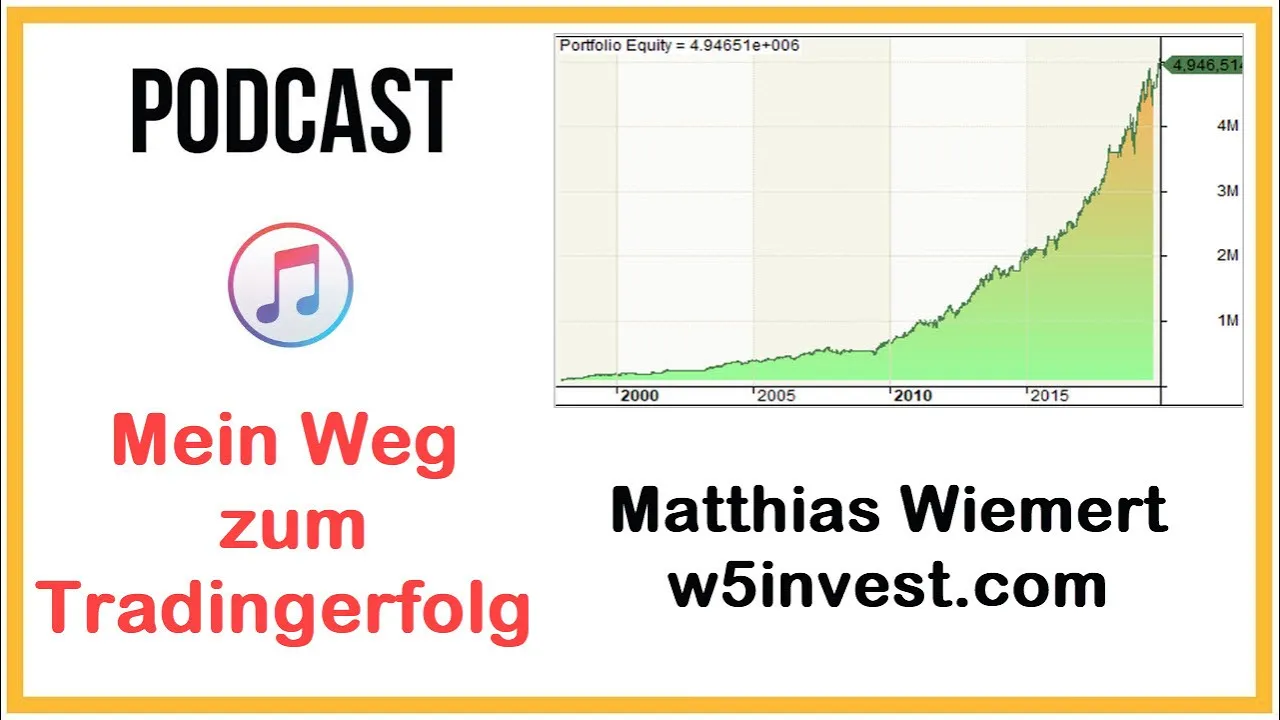 PODCAST
Mein Weg
zum
Tradingerfolg
Portfolio Equity = 4.94651e+006
4.946,51
4M
3M
2M
1M
2000
2005
2010
2015
Matthias Wiemert
w5invest.com